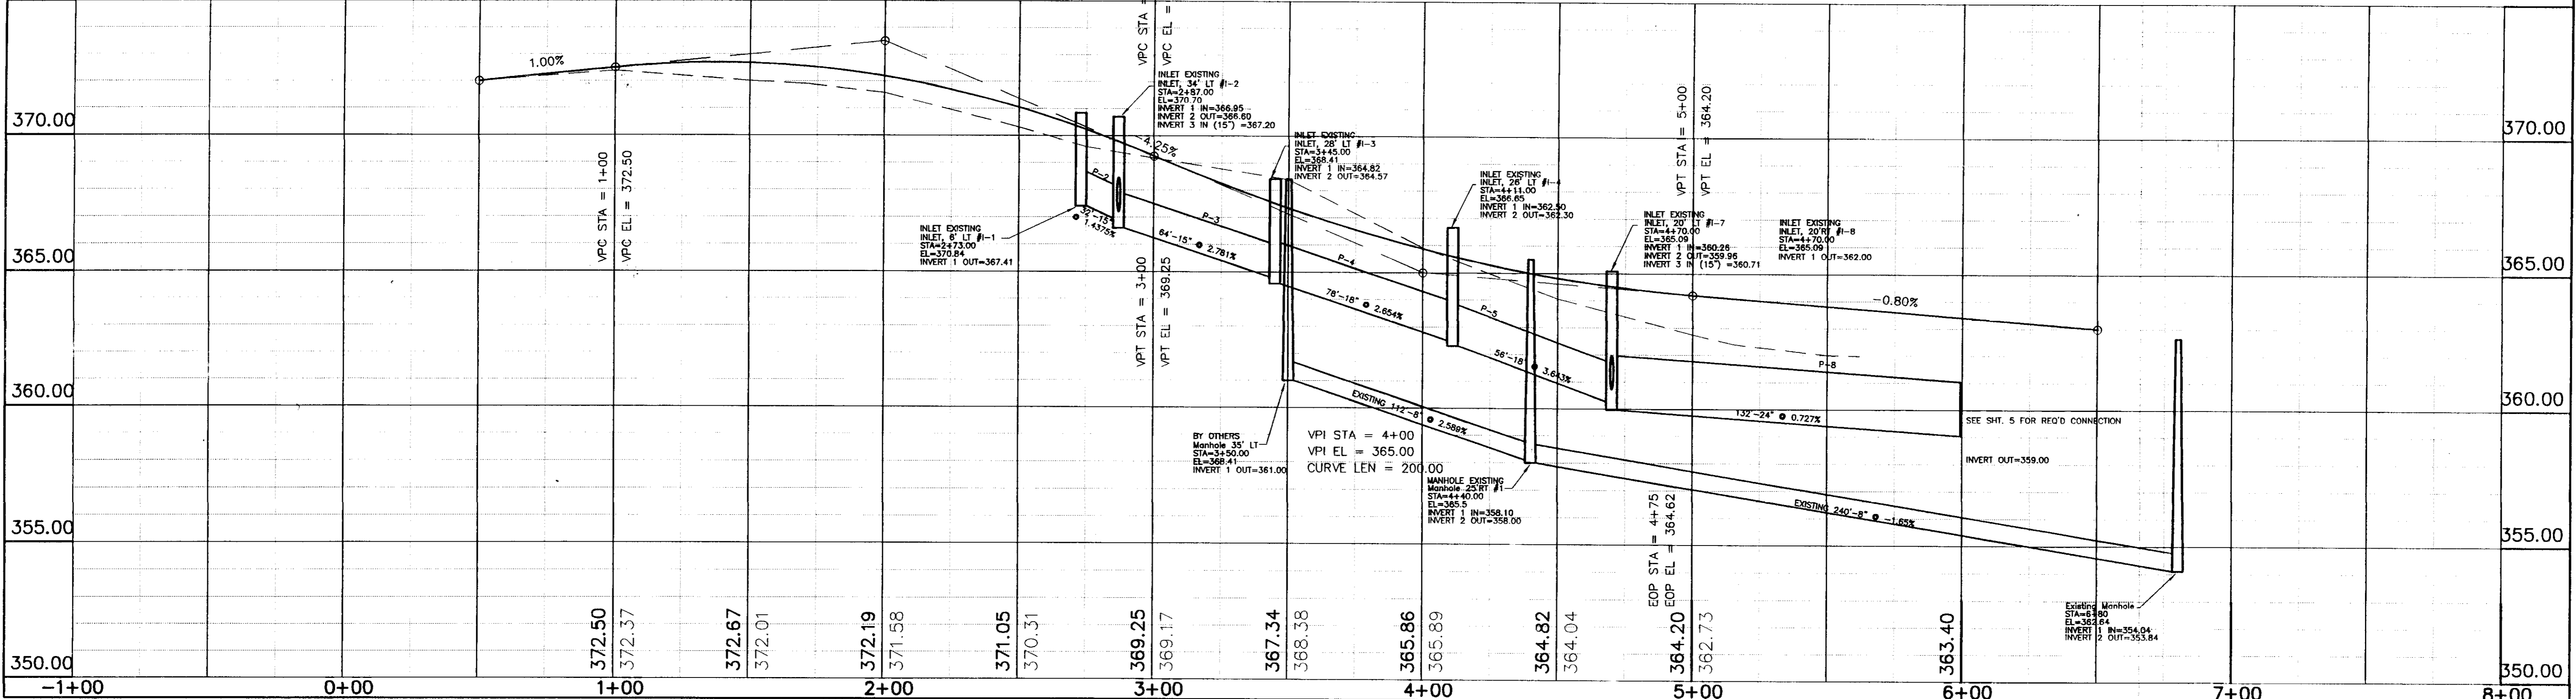 VPC STA =
VPC EL =
1.00%
370.00
370.00
INLET EXISTING
INLET, 34' LT #I-2
STA=2+87.00
EL=370.70
INVERT 1 IN=366.95
INVERT 2 OUT=366.60
INVERT 3 IN (15") =367.20
-4.25%
INLET EXISTING
INLET, 28' LT #I-3
STA=3+45.00
EL=368.41
INVERT 1 IN=364.82
INVERT 2 OUT=364.57
INLET EXISTING
INLET, 26' LT #I-4
STA=4+11.00
EL=366.65
INVERT 1 IN=362.50
INVERT 2 OUT=362.30
VPT STA = 5+00
VPT EL = 364.20
VPC STA = 1+00
VPC EL = 372.50
P-2
32'-15"
1.4375%
INLET EXISTING
INLET, 6' LT #I-1
STA=2+73.00
EL=370.84
INVERT 1 OUT=367.41
P-3
64'-15" @ 2.781%
P-4
INLET EXISTING
INLET, 20' LT #I-7
STA=4+70.00
EL=365.09
INVERT 1 IN=360.26
INVERT 2 OUT=359.96
INVERT 3 IN (15") =360.71
INLET EXISTING
INLET, 20'RT #I-8
STA=4+70.00
EL=365.09
INVERT 1 OUT=362.00
365.00
365.00
VPT STA = 3+00
VPT EL = 369.25
78'-18" @ 2.654%
P-5
-0.80%
56'-18" @ 3.643%
P-8
360.00
360.00
EXISTING 112'-8" @ 2.589%
132'-24" @ 0.727%
SEE SHT. 5 FOR REQ'D CONNECTION
BY OTHERS
Manhole 35' LT
STA=3+50.00
EL=368.41
INVERT 1 OUT=361.00
VPI STA = 4+00
VPI EL = 365.00
CURVE LEN = 200.00
INVERT OUT=359.00
MANHOLE EXISTING
Manhole 25'RT #1
STA=4+40.00
EL=365.5
INVERT 1 IN=358.10
INVERT 2 OUT=358.00
EOP STA = 4+75
EOP EL = 364.62
EXISTING 240'-8" @ -1.65%
355.00
355.00
Existing Manhole
STA=6+80
EL=362.64
INVERT 1 IN=354.04
INVERT 2 OUT=353.84
372.50
372.37
372.67
372.01
372.19
371.58
371.05
370.31
369.25
369.17
367.34
368.38
365.86
365.89
364.82
364.04
364.20
362.73
363.40
350.00
350.00
-1+00
0+00
1+00
2+00
3+00
4+00
5+00
6+00
7+00
8+00